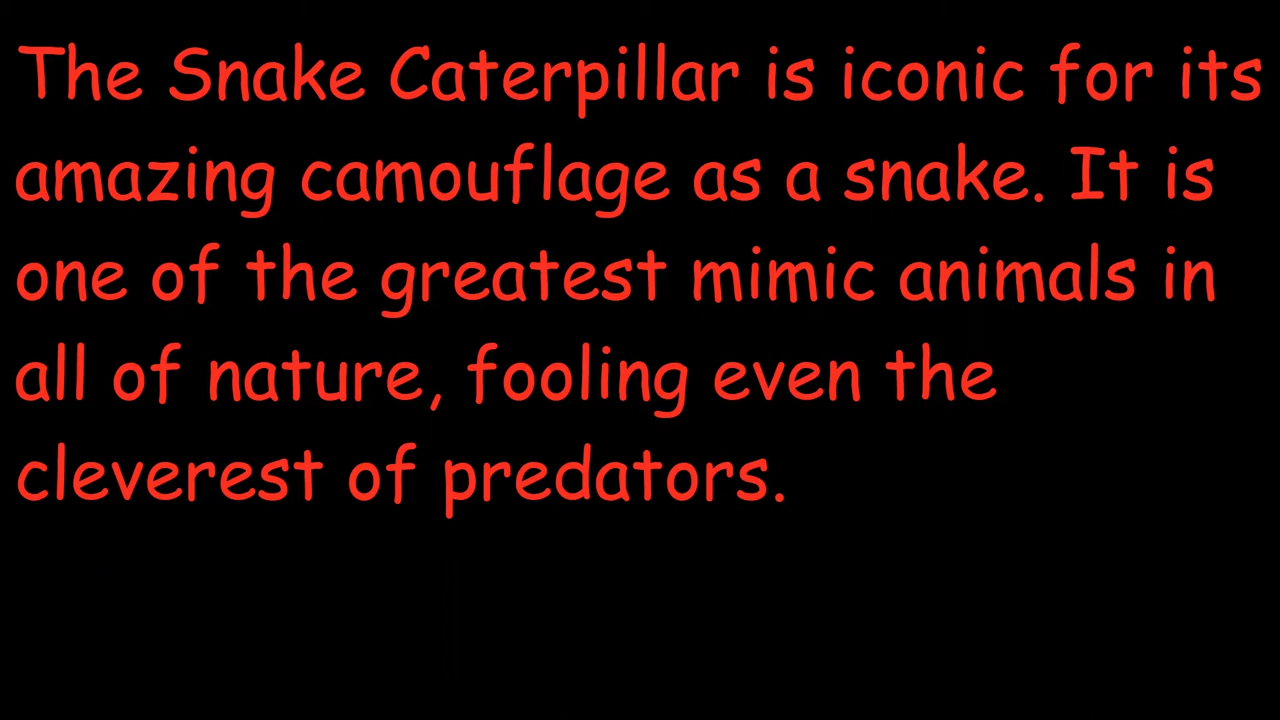 The Snake Caterpillar is iconic for its
amazing camouflage as a snake. It is
one of the greatest mimic animals in
all of nature, fooling even the
cleverest of predators.